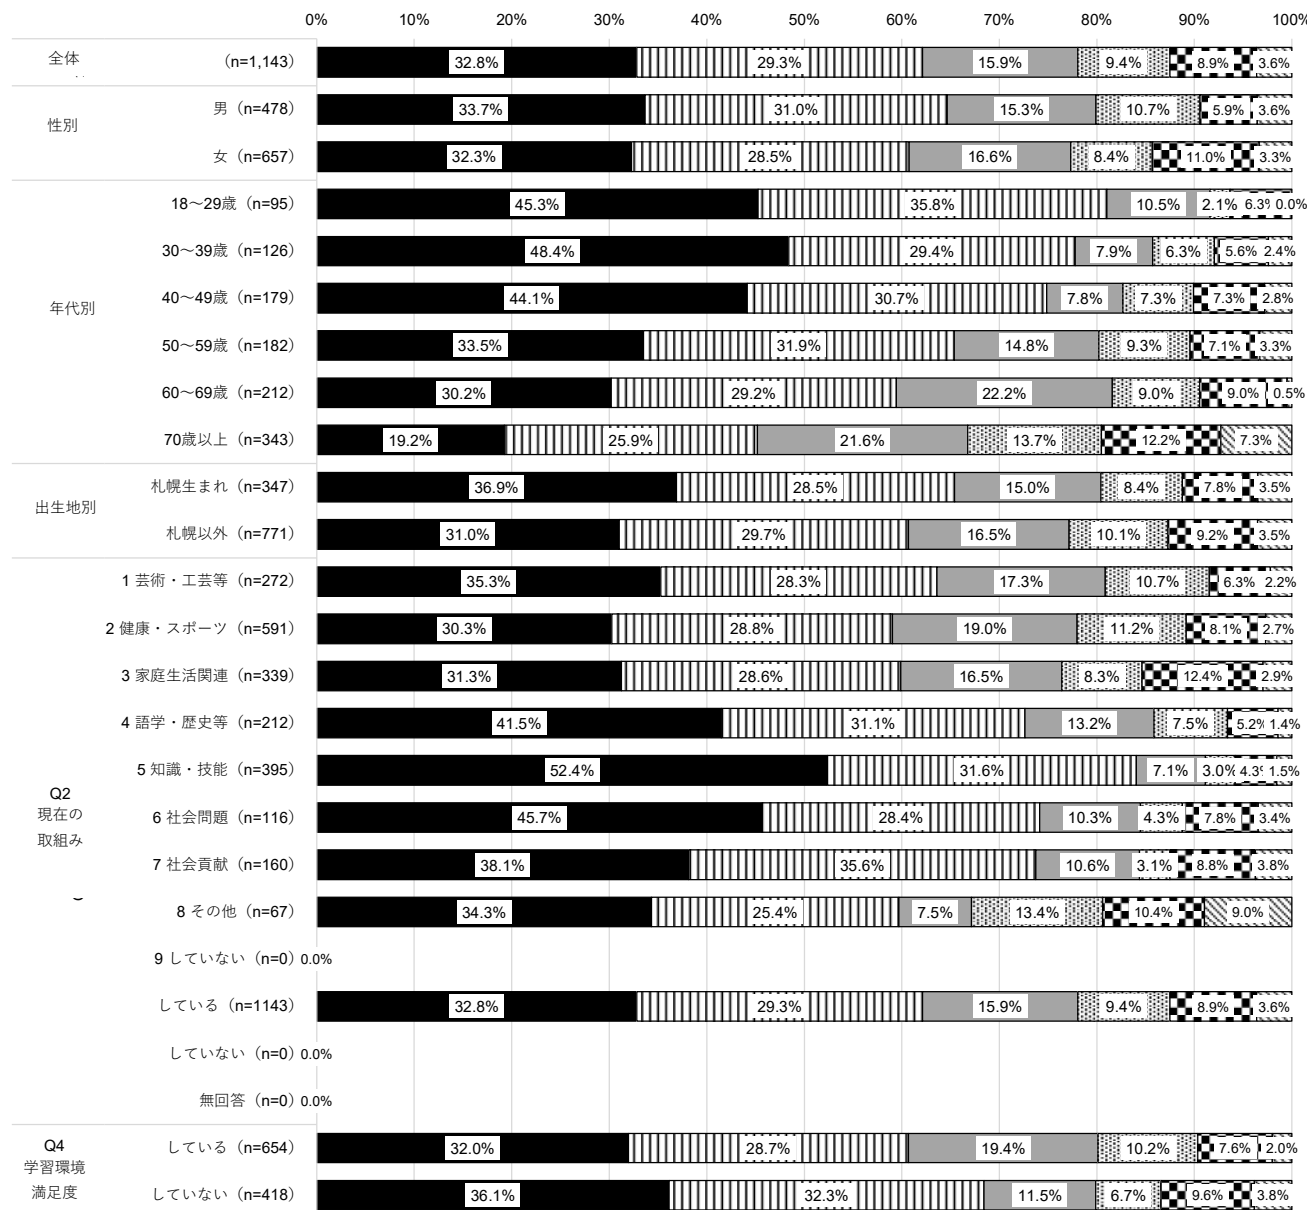 0% 10% 20% 30% 40% 50% 60% 70% 80% 90% 100%
全体 (n=1,143) 32.8% 29.3% 15.9% 9.4% 8.9% 3.6%
性別
男 (n=478) 33.7% 31.0% 15.3% 10.7% 5.9% 3.6%
女 (n=657) 32.3% 28.5% 16.6% 8.4% 11.0% 3.3%
年代別
18～29歳 (n=95) 45.3% 35.8% 10.5% 2.1% 6.3% 0.0%
30～39歳 (n=126) 48.4% 29.4% 7.9% 6.3% 5.6% 2.4%
40～49歳 (n=179) 44.1% 30.7% 7.8% 7.3% 7.3% 2.8%
50～59歳 (n=182) 33.5% 31.9% 14.8% 9.3% 7.1% 3.3%
60～69歳 (n=212) 30.2% 29.2% 22.2% 9.0% 9.0% 0.5%
70歳以上 (n=343) 19.2% 25.9% 21.6% 13.7% 12.2% 7.3%
出生地別
札幌生まれ (n=347) 36.9% 28.5% 15.0% 8.4% 7.8% 3.5%
札幌以外 (n=771) 31.0% 29.7% 16.5% 10.1% 9.2% 3.5%
Q2
現在の
取組み
1 芸術・工芸等 (n=272) 35.3% 28.3% 17.3% 10.7% 6.3% 2.2%
2 健康・スポーツ (n=591) 30.3% 28.8% 19.0% 11.2% 8.1% 2.7%
3 家庭生活関連 (n=339) 31.3% 28.6% 16.5% 8.3% 12.4% 2.9%
4 語学・歴史等 (n=212) 41.5% 31.1% 13.2% 7.5% 5.2% 1.4%
5 知識・技能 (n=395) 52.4% 31.6% 7.1% 3.0% 4.3% 1.5%
6 社会問題 (n=116) 45.7% 28.4% 10.3% 4.3% 7.8% 3.4%
7 社会貢献 (n=160) 38.1% 35.6% 10.6% 3.1% 8.8% 3.8%
8 その他 (n=67) 34.3% 25.4% 7.5% 13.4% 10.4% 9.0%
9 していない (n=0) 0.0%
している (n=1143) 32.8% 29.3% 15.9% 9.4% 8.9% 3.6%
していない (n=0) 0.0%
無回答 (n=0) 0.0%
Q4
学習環境
満足度
している (n=654) 32.0% 28.7% 19.4% 10.2% 7.6% 2.0%
していない (n=418) 36.1% 32.3% 11.5% 6.7% 9.6% 3.8%